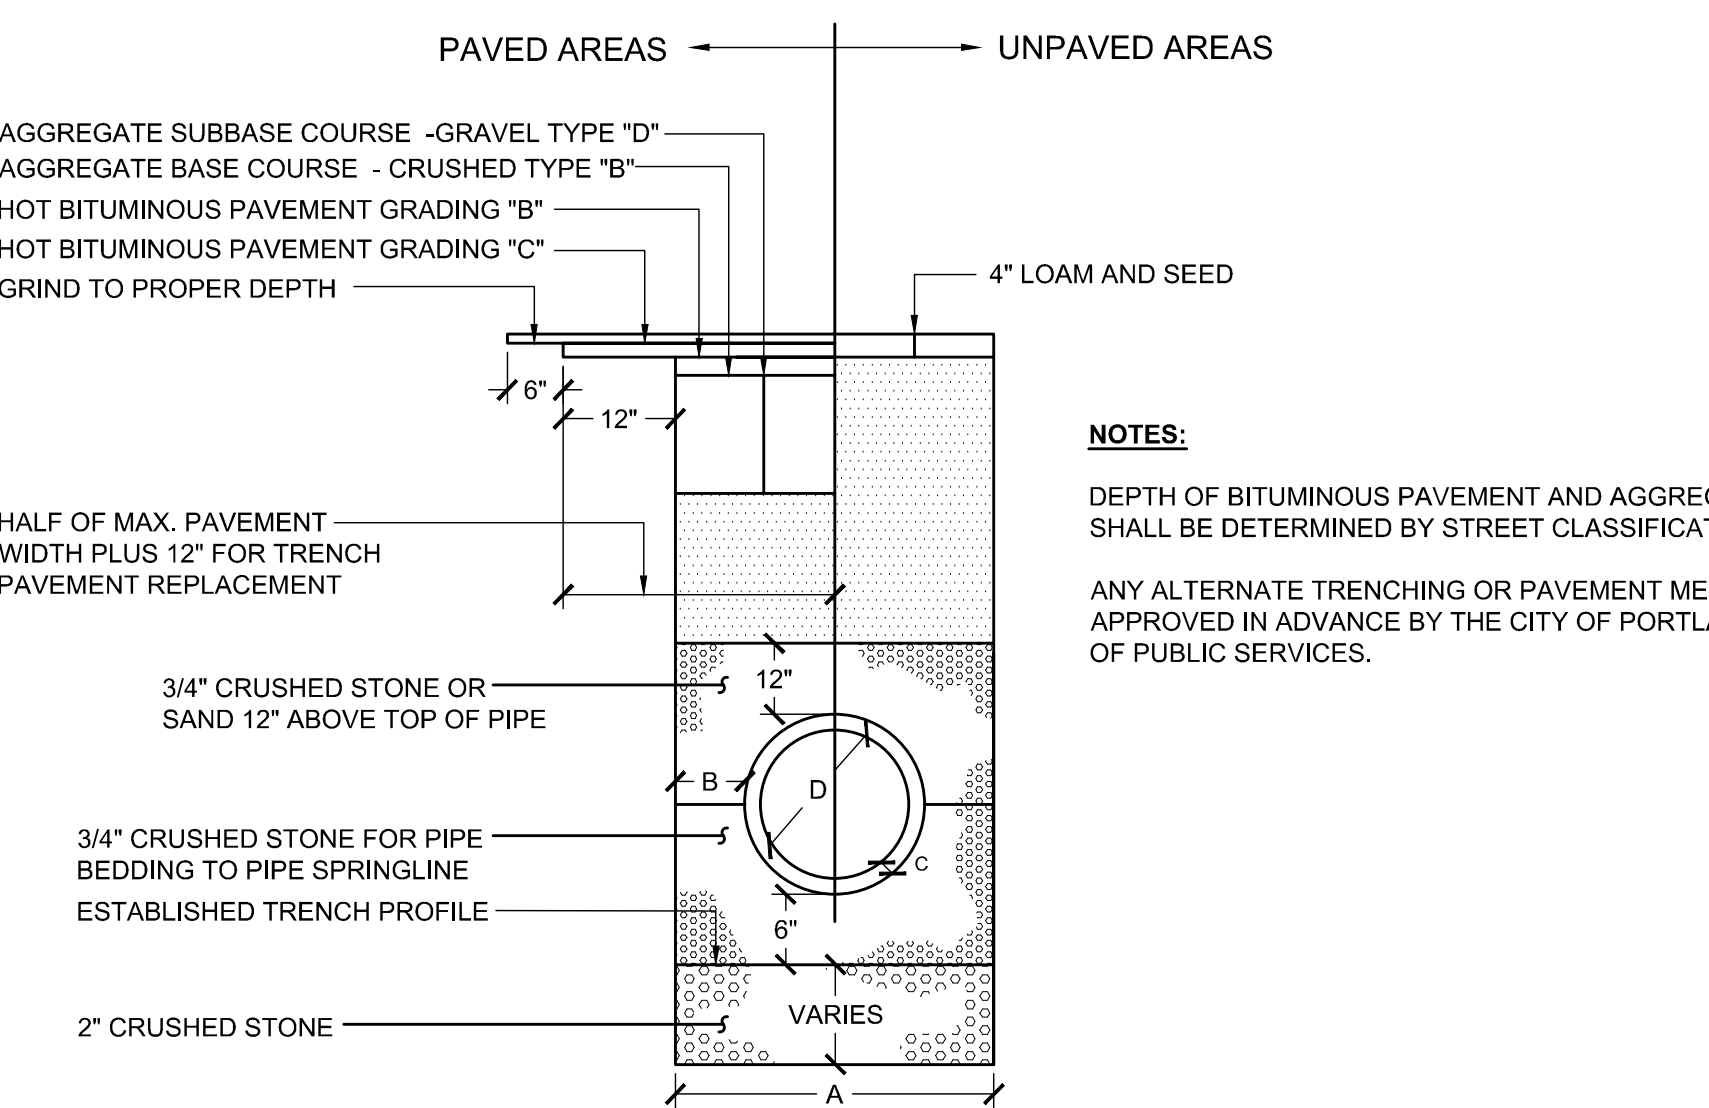 PAVED AREAS
UNPAVED AREAS
AGGREGATE SUBBASE COURSE -GRAVEL TYPE "D"
AGGREGATE BASE COURSE - CRUSHED TYPE "B"
HOT BITUMINOUS PAVEMENT GRADING "B"
HOT BITUMINOUS PAVEMENT GRADING "C"
GRIND TO PROPER DEPTH
4" LOAM AND SEED
6"
12"
NOTES:
DEPTH OF BITUMINOUS PAVEMENT AND
SHALL BE DETERMINED BY STREET
HALF OF MAX. PAVEMENT
WIDTH PLUS 12" FOR TRENCH
PAVEMENT REPLACEMENT
ANY ALTERNATE TRENCHING OR PAVEMENT
APPROVED IN ADVANCE BY THE CITY OF
OF PUBLIC SERVICES.
3/4" CRUSHED STONE OR
SAND 12" ABOVE TOP OF PIPE
12"
B
D
3/4" CRUSHED STONE FOR PIPE
BEDDING TO PIPE SPRINGLINE
C
ESTABLISHED TRENCH PROFILE
6"
2" CRUSHED STONE
VARIES
A